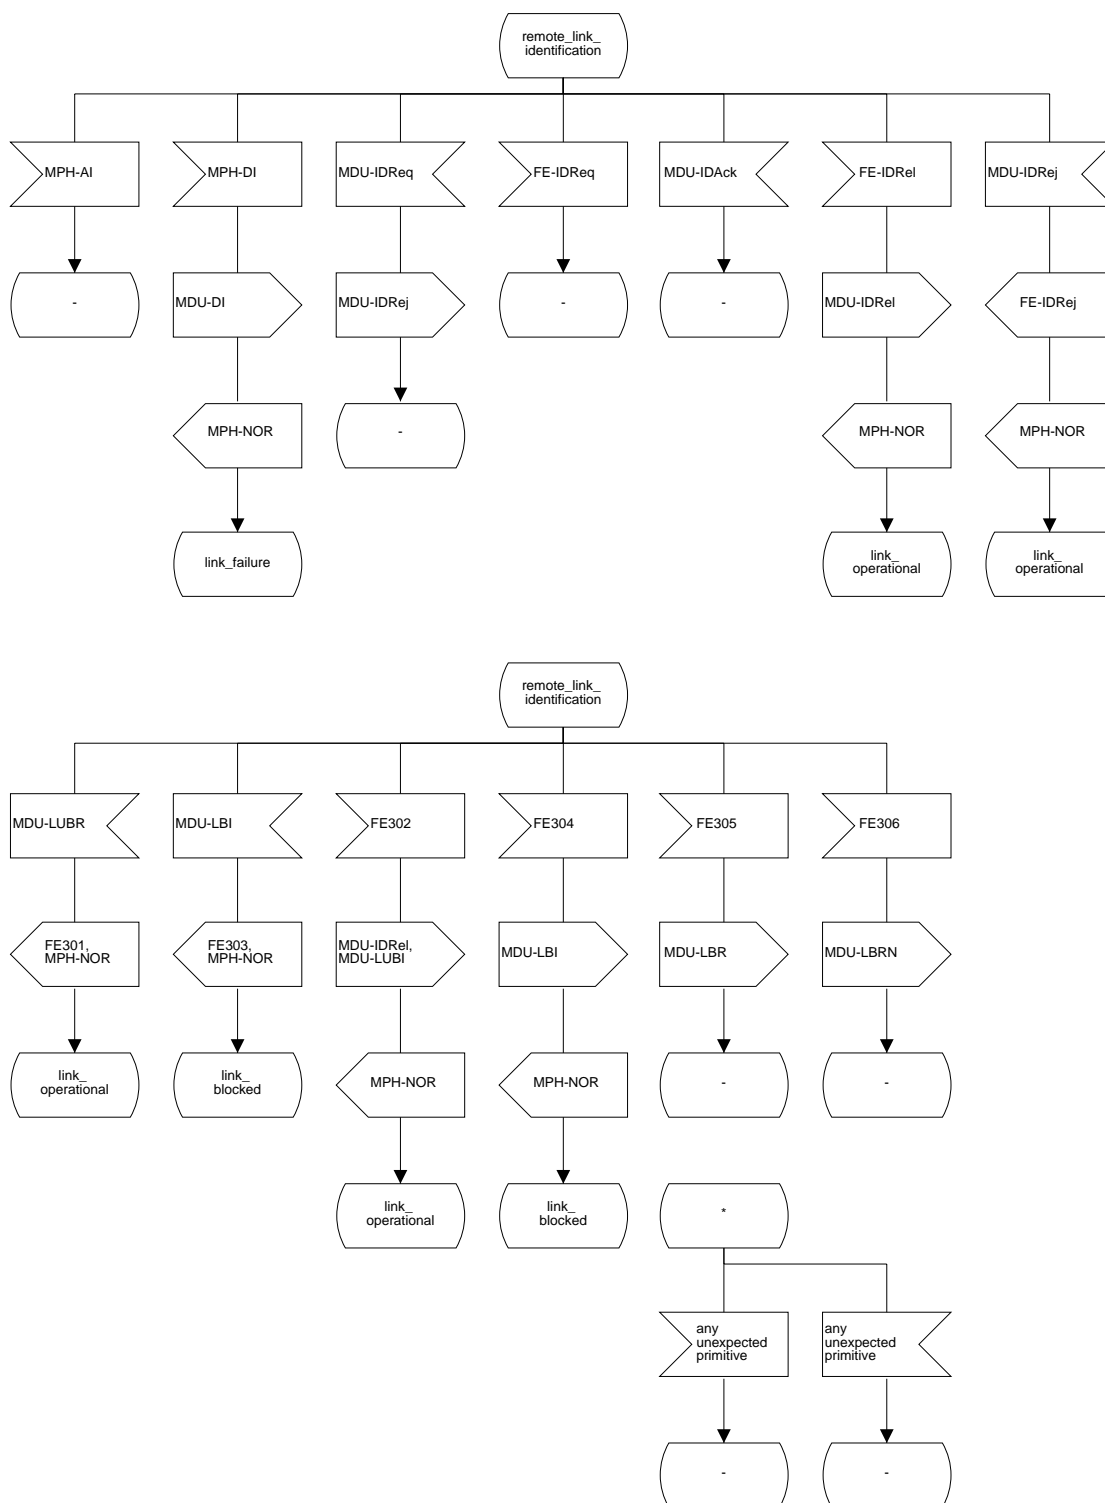 remote_link_
identification
MPH-AI
MPH-DI
MDU-IDReq
FE-IDReq
MDU-IDAck
FE-IDRel
MDU-IDRej
-
MDU-DI
MDU-IDRej
-
-
MDU-IDRel
FE-IDRej
MPH-NOR
-
MPH-NOR
MPH-NOR
link_failure
link_
operational
link_
operational
remote_link_
identification
MDU-LUBR
MDU-LBI
FE302
FE304
FE305
FE306
FE301,
MPH-NOR
FE303,
MPH-NOR
MDU-IDRel,
MDU-LUBI
MDU-LBI
MDU-LBR
MDU-LBRN
link_
operational
link_
blocked
MPH-NOR
MPH-NOR
-
-
link_
operational
link_
blocked
*
any
unexpected
primitive
any
unexpected
primitive
-
-